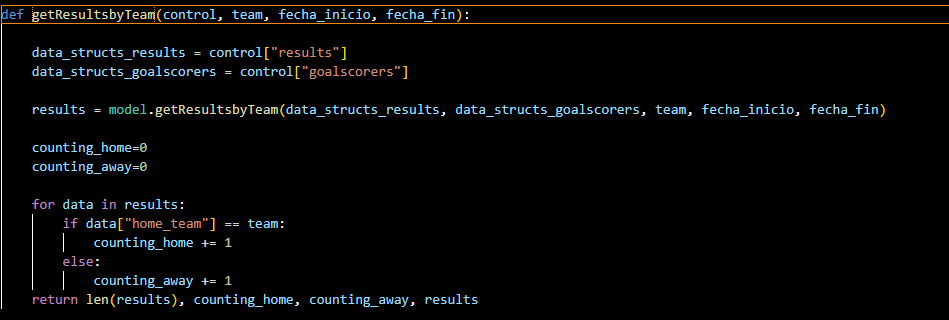 def getResultsbyTeam(control, team, fecha_inicio, fecha_fin):
data_structs_results = control["results"]
data_structs_goalscorers = control["goalscorers"]
results = model.getResultsbyTeam(data_structs_results, data_structs_goalscorers, team, fecha_inicio, fecha_fin)
counting_home=0
counting_away=0
for data in results:
if data["home_team"] == team:
counting_home += 1
else:
counting_away += 1
return len(results), counting_home, counting_away, results